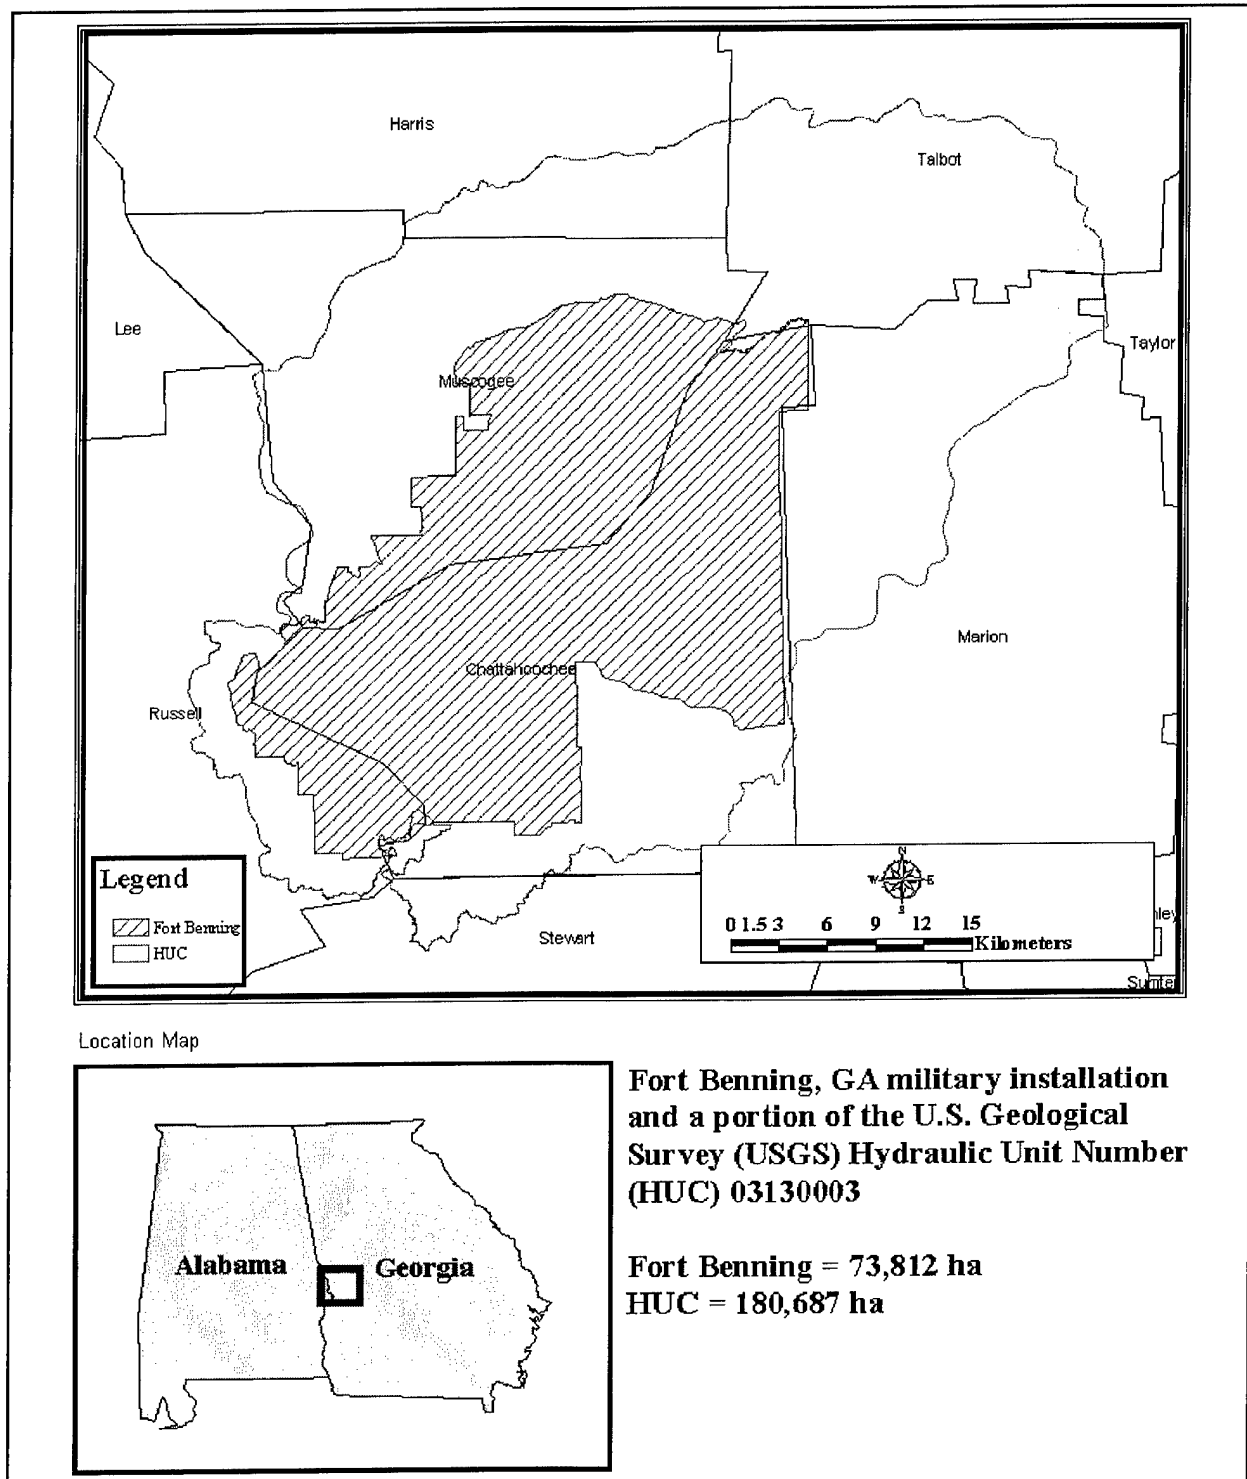 Harris
Talbot
Lee
Taylor
Muscogee
Marion
Chattahoochee
Russell
Legend
Fort Benning
HUC
N
W E
S
0 1.5 3 6 9 12 15
Kilometers
Stewart
Location Map
Alabama
Georgia
Fort Benning, GA military installation
and a portion of the U.S. Geological
Survey (USGS) Hydraulic Unit Number
(HUC) 03130003
Fort Benning = 73,812 ha
HUC = 180,687 ha